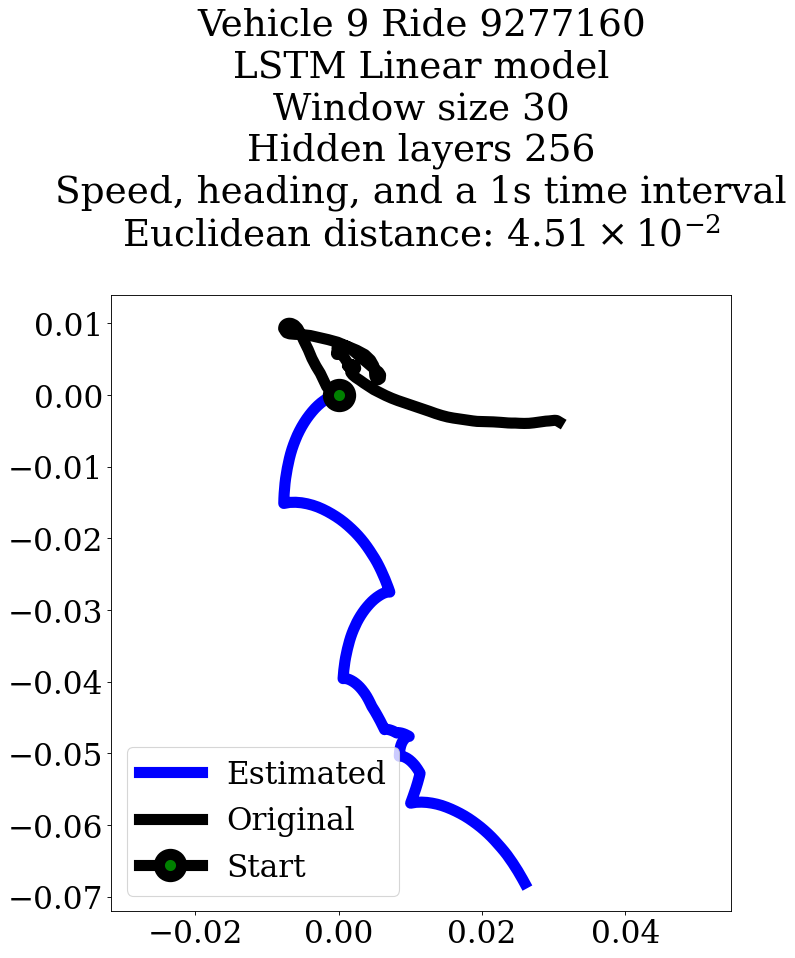 Vehicle 9 Ride 9277160
LSTM Linear model
Window size 30
Hidden layers 256
Speed, heading, and a 1s time interval
Euclidean distance: 4.51 × 10⁻²
0.01
0.00
−0.01
−0.02
−0.03
−0.04
−0.05
−0.06
−0.07
Estimated
Original
Start
−0.02 0.00 0.02 0.04